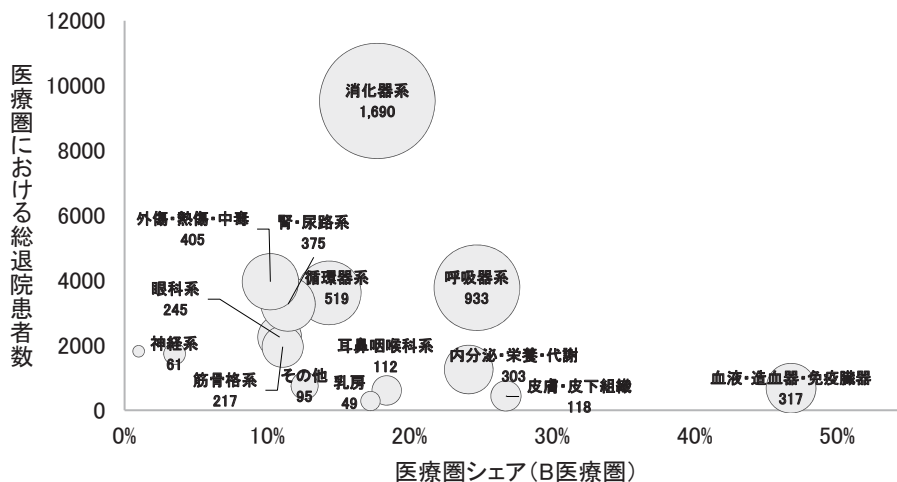 12000
10000
8000
6000
4000
2000
0
医療圏における総退院患者数
消化器系
1,690
外傷・熱傷・中毒
405
腎・尿路系
375
循環器系
519
呼吸器系
933
眼科系
245
神経系
61
耳鼻咽喉科系
112
内分泌・栄養・代謝
303
筋骨格系
217
その他
95
乳房
49
皮膚・皮下組織
118
血液・造血器・免疫臓器
317
0%
10%
20%
30%
40%
50%
医療圏シェア（B医療圏）